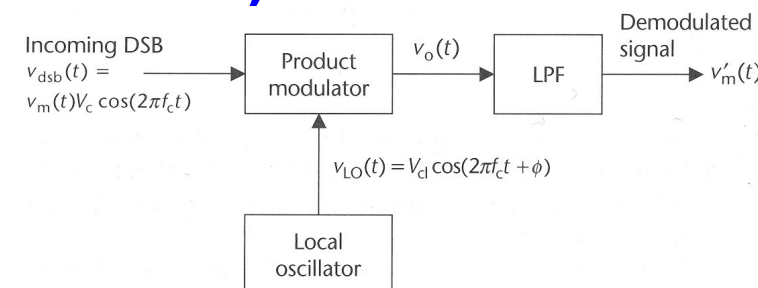 Demodulated
signal
Incoming DSB
v_dsb(t) =
v_m(t)V_c cos(2πf_ct)
Product
modulator
v_o(t)
LPF
v′_m(t)
v_LO(t) = V_cl cos(2πf_ct + ϕ)
Local
oscillator